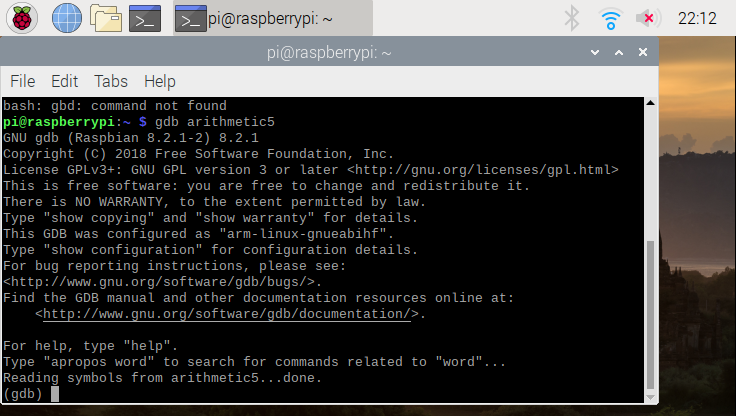 pi@raspberrypi: ~
22:12
pi@raspberrypi: ~
File Edit Tabs Help
bash: gbd: command not found
pi@raspberrypi:~ $ gdb arithmetic5
GNU gdb (Raspbian 8.2.1-2) 8.2.1
Copyright (C) 2018 Free Software Foundation, Inc.
License GPLv3+: GNU GPL version 3 or later <http://gnu.org/licenses/gpl.html>
This is free software: you are free to change and redistribute it.
There is NO WARRANTY, to the extent permitted by law.
Type "show copying" and "show warranty" for details.
This GDB was configured as "arm-linux-gnueabihf".
Type "show configuration" for configuration details.
For bug reporting instructions, please see:
<http://www.gnu.org/software/gdb/bugs/>.
Find the GDB manual and other documentation resources online at:
    <http://www.gnu.org/software/gdb/documentation/>.
For help, type "help".
Type "apropos word" to search for commands related to "word"...
Reading symbols from arithmetic5...done.
(gdb)